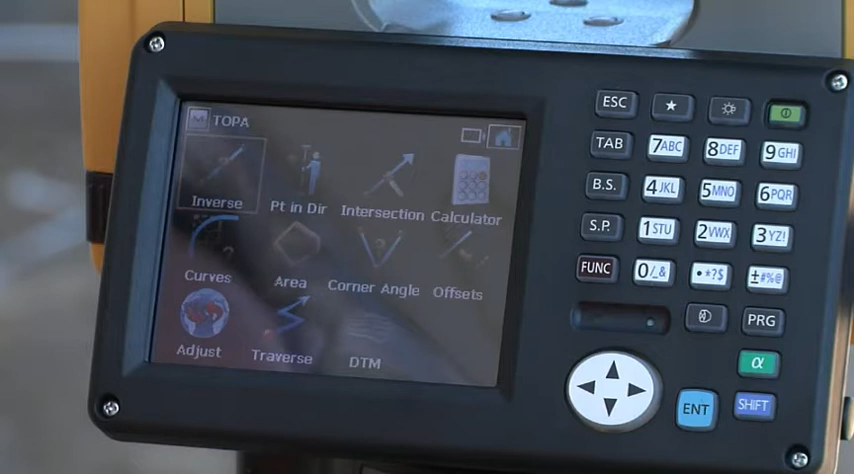 TOPA
Inverse
Pt in Dir
Intersection
Calculator
Curves
Area
Corner Angle
Offsets
Adjust
Traverse
DTM
ESC
★
TAB
7ABC
8DEF
9GHI
B.S.
4JKL
5MNO
6PQR
S.P.
1STU
2VWX
3YZ!
FUNC
0/_&
•*?$
±#%@
PRG
α
ENT
SHIFT